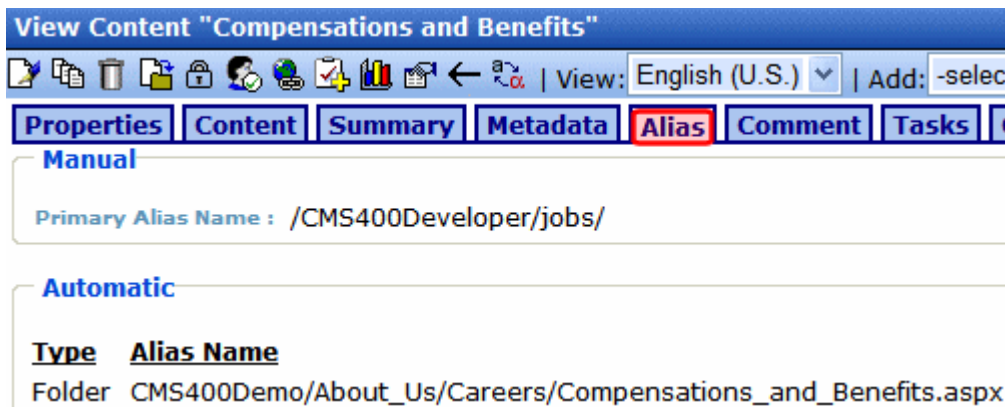 View Content "Compensations and Benefits"
| View: English (U.S.) | Add: -selec
Properties Content Summary Metadata Alias Comment Tasks
Manual
Primary Alias Name : /CMS400Developer/jobs/
Automatic
Type Alias Name
Folder CMS400Demo/About_Us/Careers/Compensations_and_Benefits.aspx